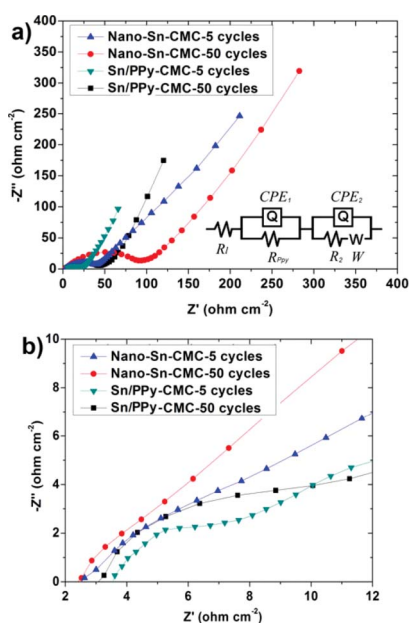 a)
400
350
300
250
200
150
100
50
0
-Z'' (ohm cm⁻²)
Nano-Sn-CMC-5 cycles
Nano-Sn-CMC-50 cycles
Sn/PPy-CMC-5 cycles
Sn/PPy-CMC-50 cycles
CPE₁ CPE₂
Q Q
R_l R_Ppy R₂ W W
0 50 100 150 200 250 300 350 400
Z' (ohm cm⁻²)
b)
10
8
6
4
2
0
-Z'' (ohm cm⁻²)
Nano-Sn-CMC-5 cycles
Nano-Sn-CMC-50 cycles
Sn/PPy-CMC-5 cycles
Sn/PPy-CMC-50 cycles
2 4 6 8 10 12
Z' (ohm cm⁻²)